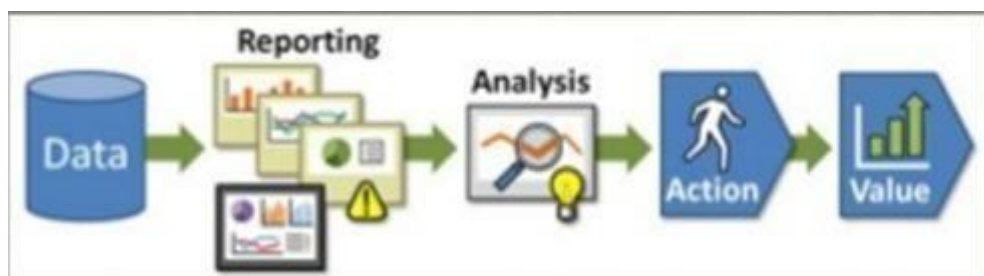 Reporting
Analysis
Data
Action
Value